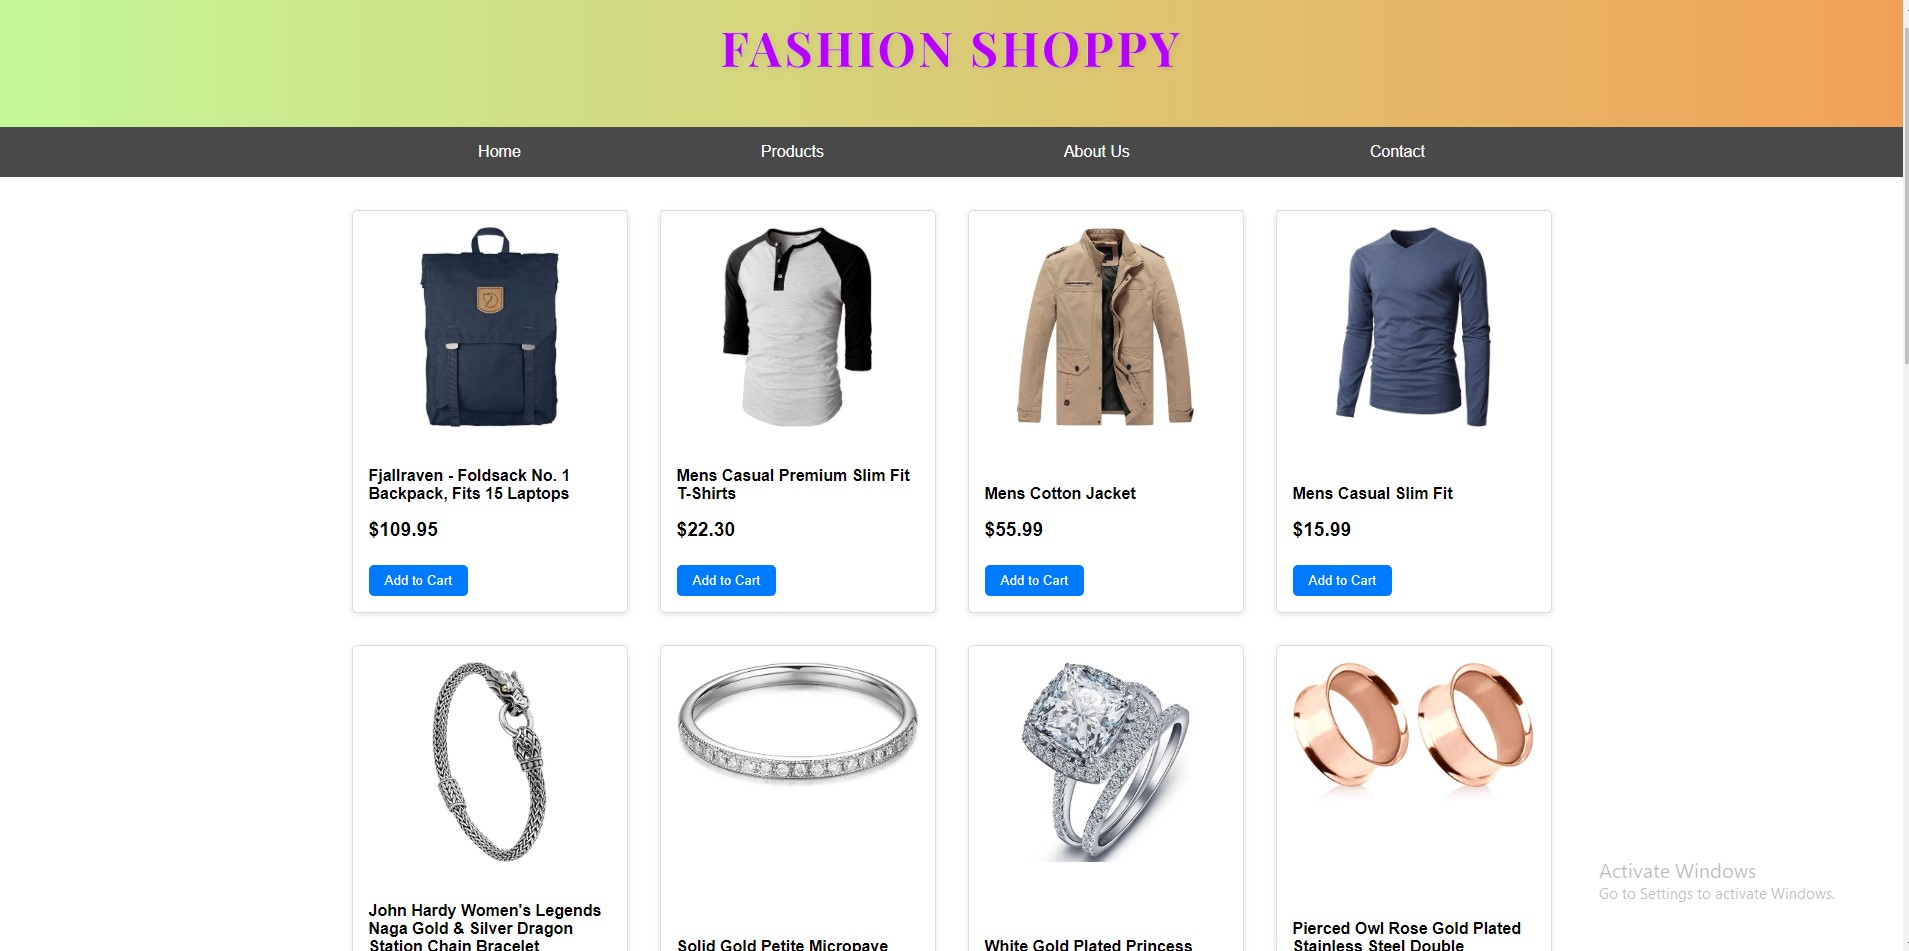 FASHION SHOPPY
Home Products About Us Contact
Fjallraven - Foldsack No. 1
Backpack, Fits 15 Laptops
$109.95
Add to Cart
Mens Casual Premium Slim Fit
T-Shirts
$22.30
Add to Cart
Mens Cotton Jacket
$55.99
Add to Cart
Mens Casual Slim Fit
$15.99
Add to Cart
John Hardy Women's Legends
Naga Gold & Silver Dragon
Station Chain Bracelet
Solid Gold Petite Micropave
White Gold Plated Princess
Pierced Owl Rose Gold Plated
Stainless Steel Double
Activate Windows
Go to Settings to activate Windows.